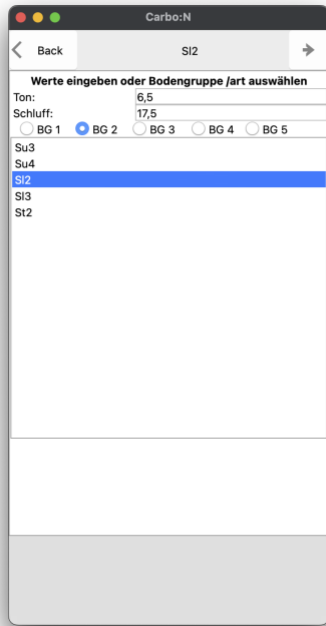 Carbo:N
Back Sl2
Werte eingeben oder Bodengruppe /art auswählen
Ton: 6,5
Schluff: 17,5
BG 1 BG 2 BG 3 BG 4 BG 5
Su3
Su4
Sl2
Sl3
St2